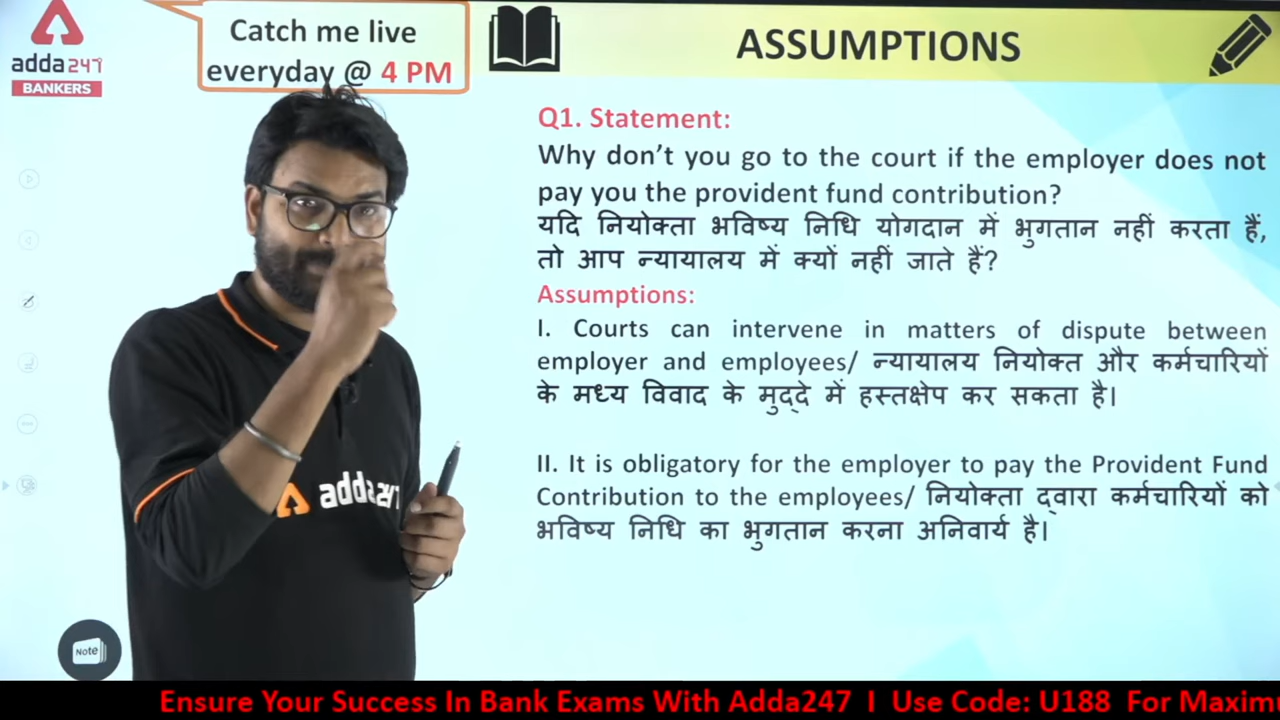 adda247
BANKERS
Catch me live
everyday @ 4 PM
ASSUMPTIONS
Q1. Statement:
Why don't you go to the court if the employer does not
pay you the provident fund contribution?
यदि नियोक्ता भविष्य निधि योगदान में भुगतान नहीं करता हैं,
तो आप न्यायालय में क्यों नहीं जाते हैं?
Assumptions:
I. Courts can intervene in matters of dispute between
employer and employees/ न्यायालय नियोक्त और कर्मचारियों
के मध्य विवाद के मुद्दे में हस्तक्षेप कर सकता है।
II. It is obligatory for the employer to pay the Provident Fund
Contribution to the employees/ नियोक्ता द्वारा कर्मचारियों को
भविष्य निधि का भुगतान करना अनिवार्य है।
adda247
Note
Ensure Your Success In Bank Exams With Adda247 I Use Code: U188 For Maxim